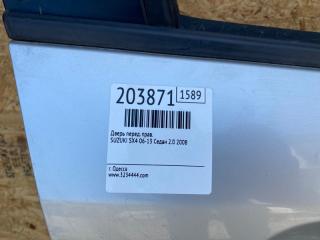 203871 1589
Дверь перед. прав.
SUZUKI SX4 06-13 Седан 2.0 2008
г. Одесса
www.3234444.com